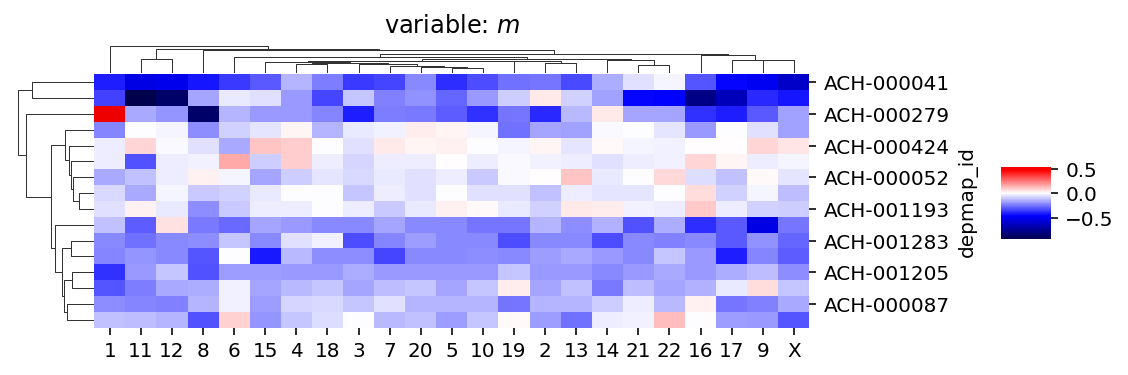 variable: m
ACH-000041
ACH-000279
ACH-000424
ACH-000052
ACH-001193
ACH-001283
ACH-001205
ACH-000087
depmap_id
0.5
0.0
−0.5
1 11 12 8 6 15 4 18 3 7 20 5 10 19 2 13 14 21 22 16 17 9 X